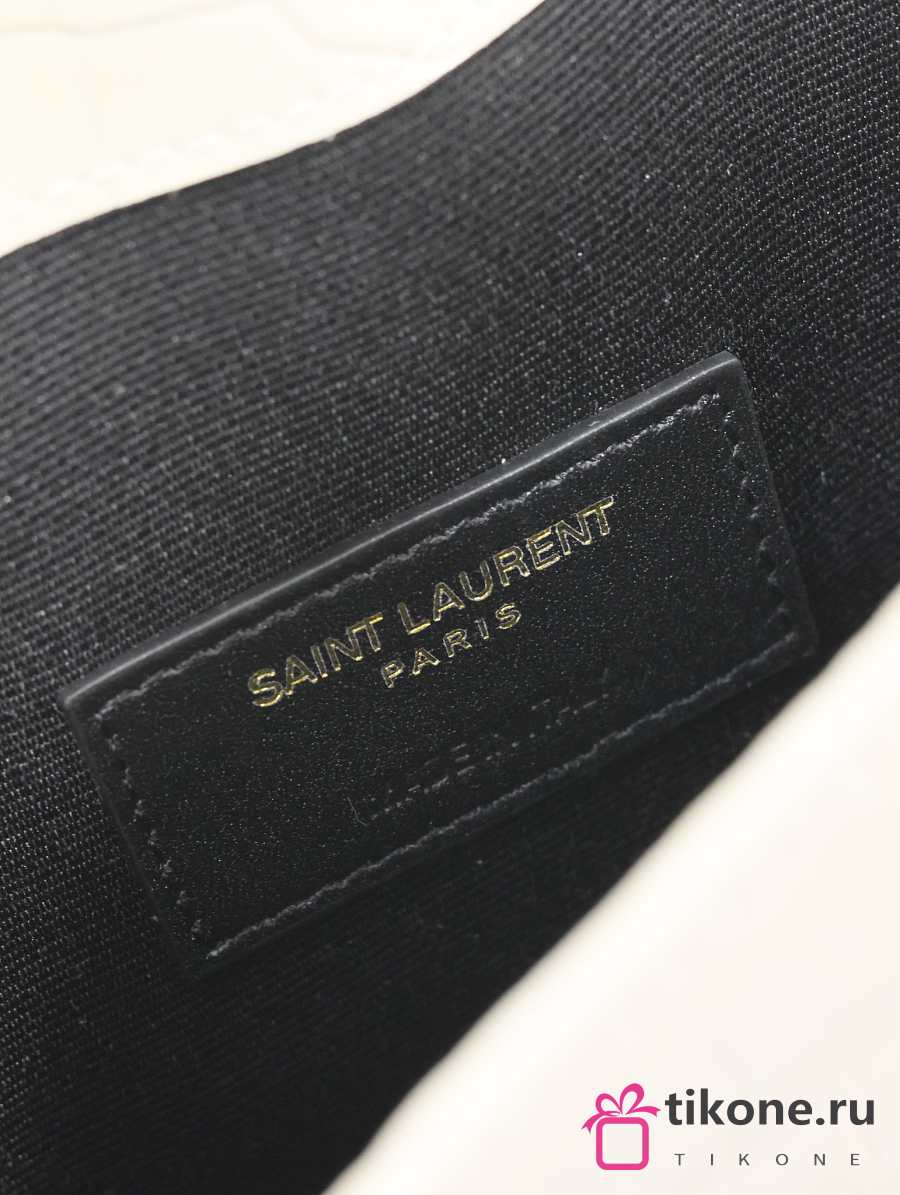 SAINT LAURENT
PARIS
tikone.ru
TIKONE